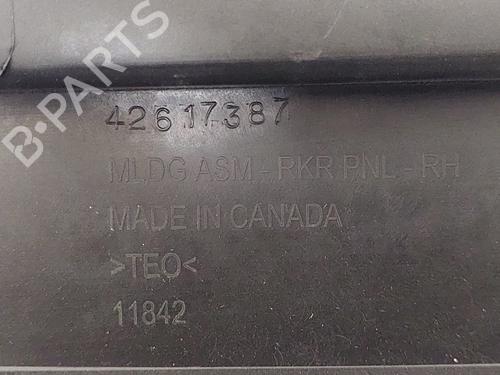 B-PARTS
42617387
MLDG ASM - RKR PNL - RH
MADE IN CANADA
>TEO<
11842